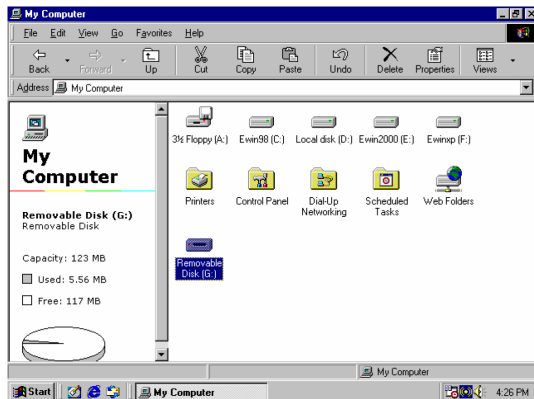 My Computer
File Edit View Go Favorites Help
Back Forward Up Cut Copy Paste Undo Delete Properties Views
Address My Computer
My
Computer
Removable Disk (G:)
Removable Disk
Capacity: 123 MB
Used: 5.56 MB
Free: 117 MB
3½ Floppy (A:) Ewin98 (C:) Local disk (D:) Ewin2000 (E:) Ewinxp (F:)
Printers Control Panel Dial-Up Networking Scheduled Tasks Web Folders
Removable
Disk (G:)
My Computer
Start My Computer 4:26 PM